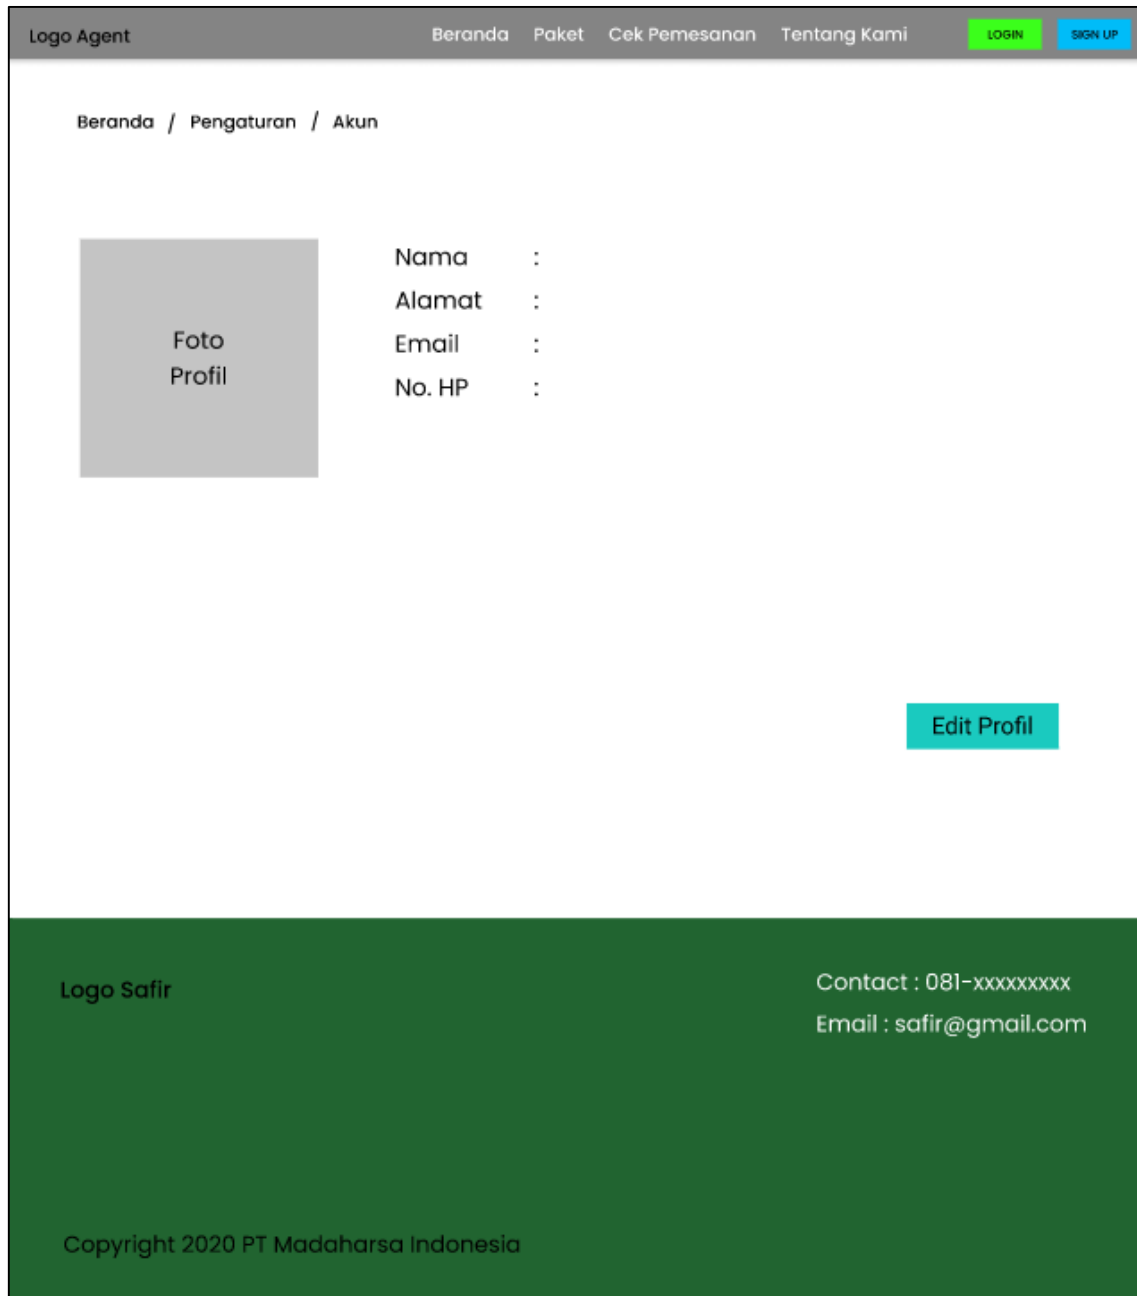 Logo Agent Beranda Paket Cek Pemesanan Tentang Kami LOGIN SIGN UP
Beranda / Pengaturan / Akun
Foto
Profil
Nama :
Alamat :
Email :
No. HP :
Edit Profil
Logo Safir
Contact : 081-xxxxxxxxx
Email : safir@gmail.com
Copyright 2020 PT Madaharsa Indonesia